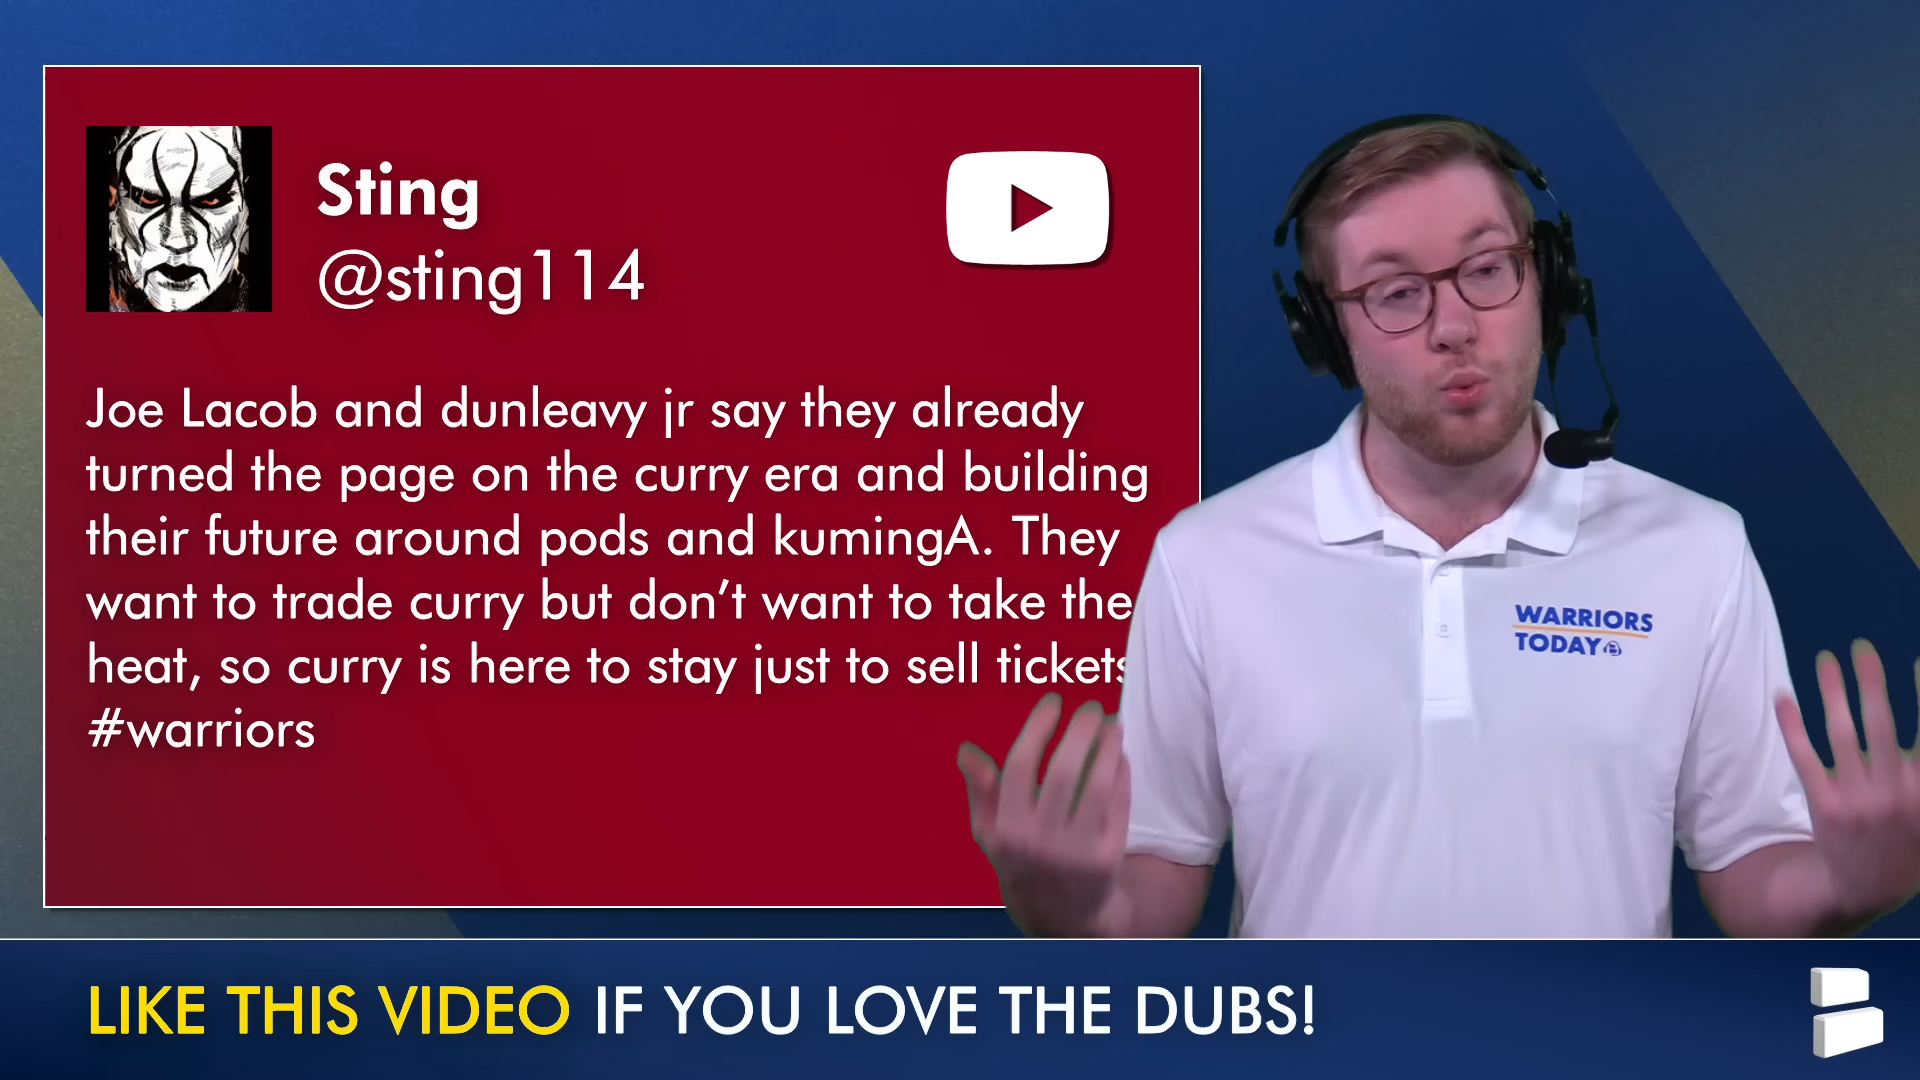 Sting
@sting114
Joe Lacob and dunleavy jr say they already
turned the page on the curry era and building
their future around pods and kumingA. They
want to trade curry but don't want to take the
heat, so curry is here to stay just to sell tickets
#warriors
WARRIORS
TODAY
LIKE THIS VIDEO IF YOU LOVE THE DUBS!